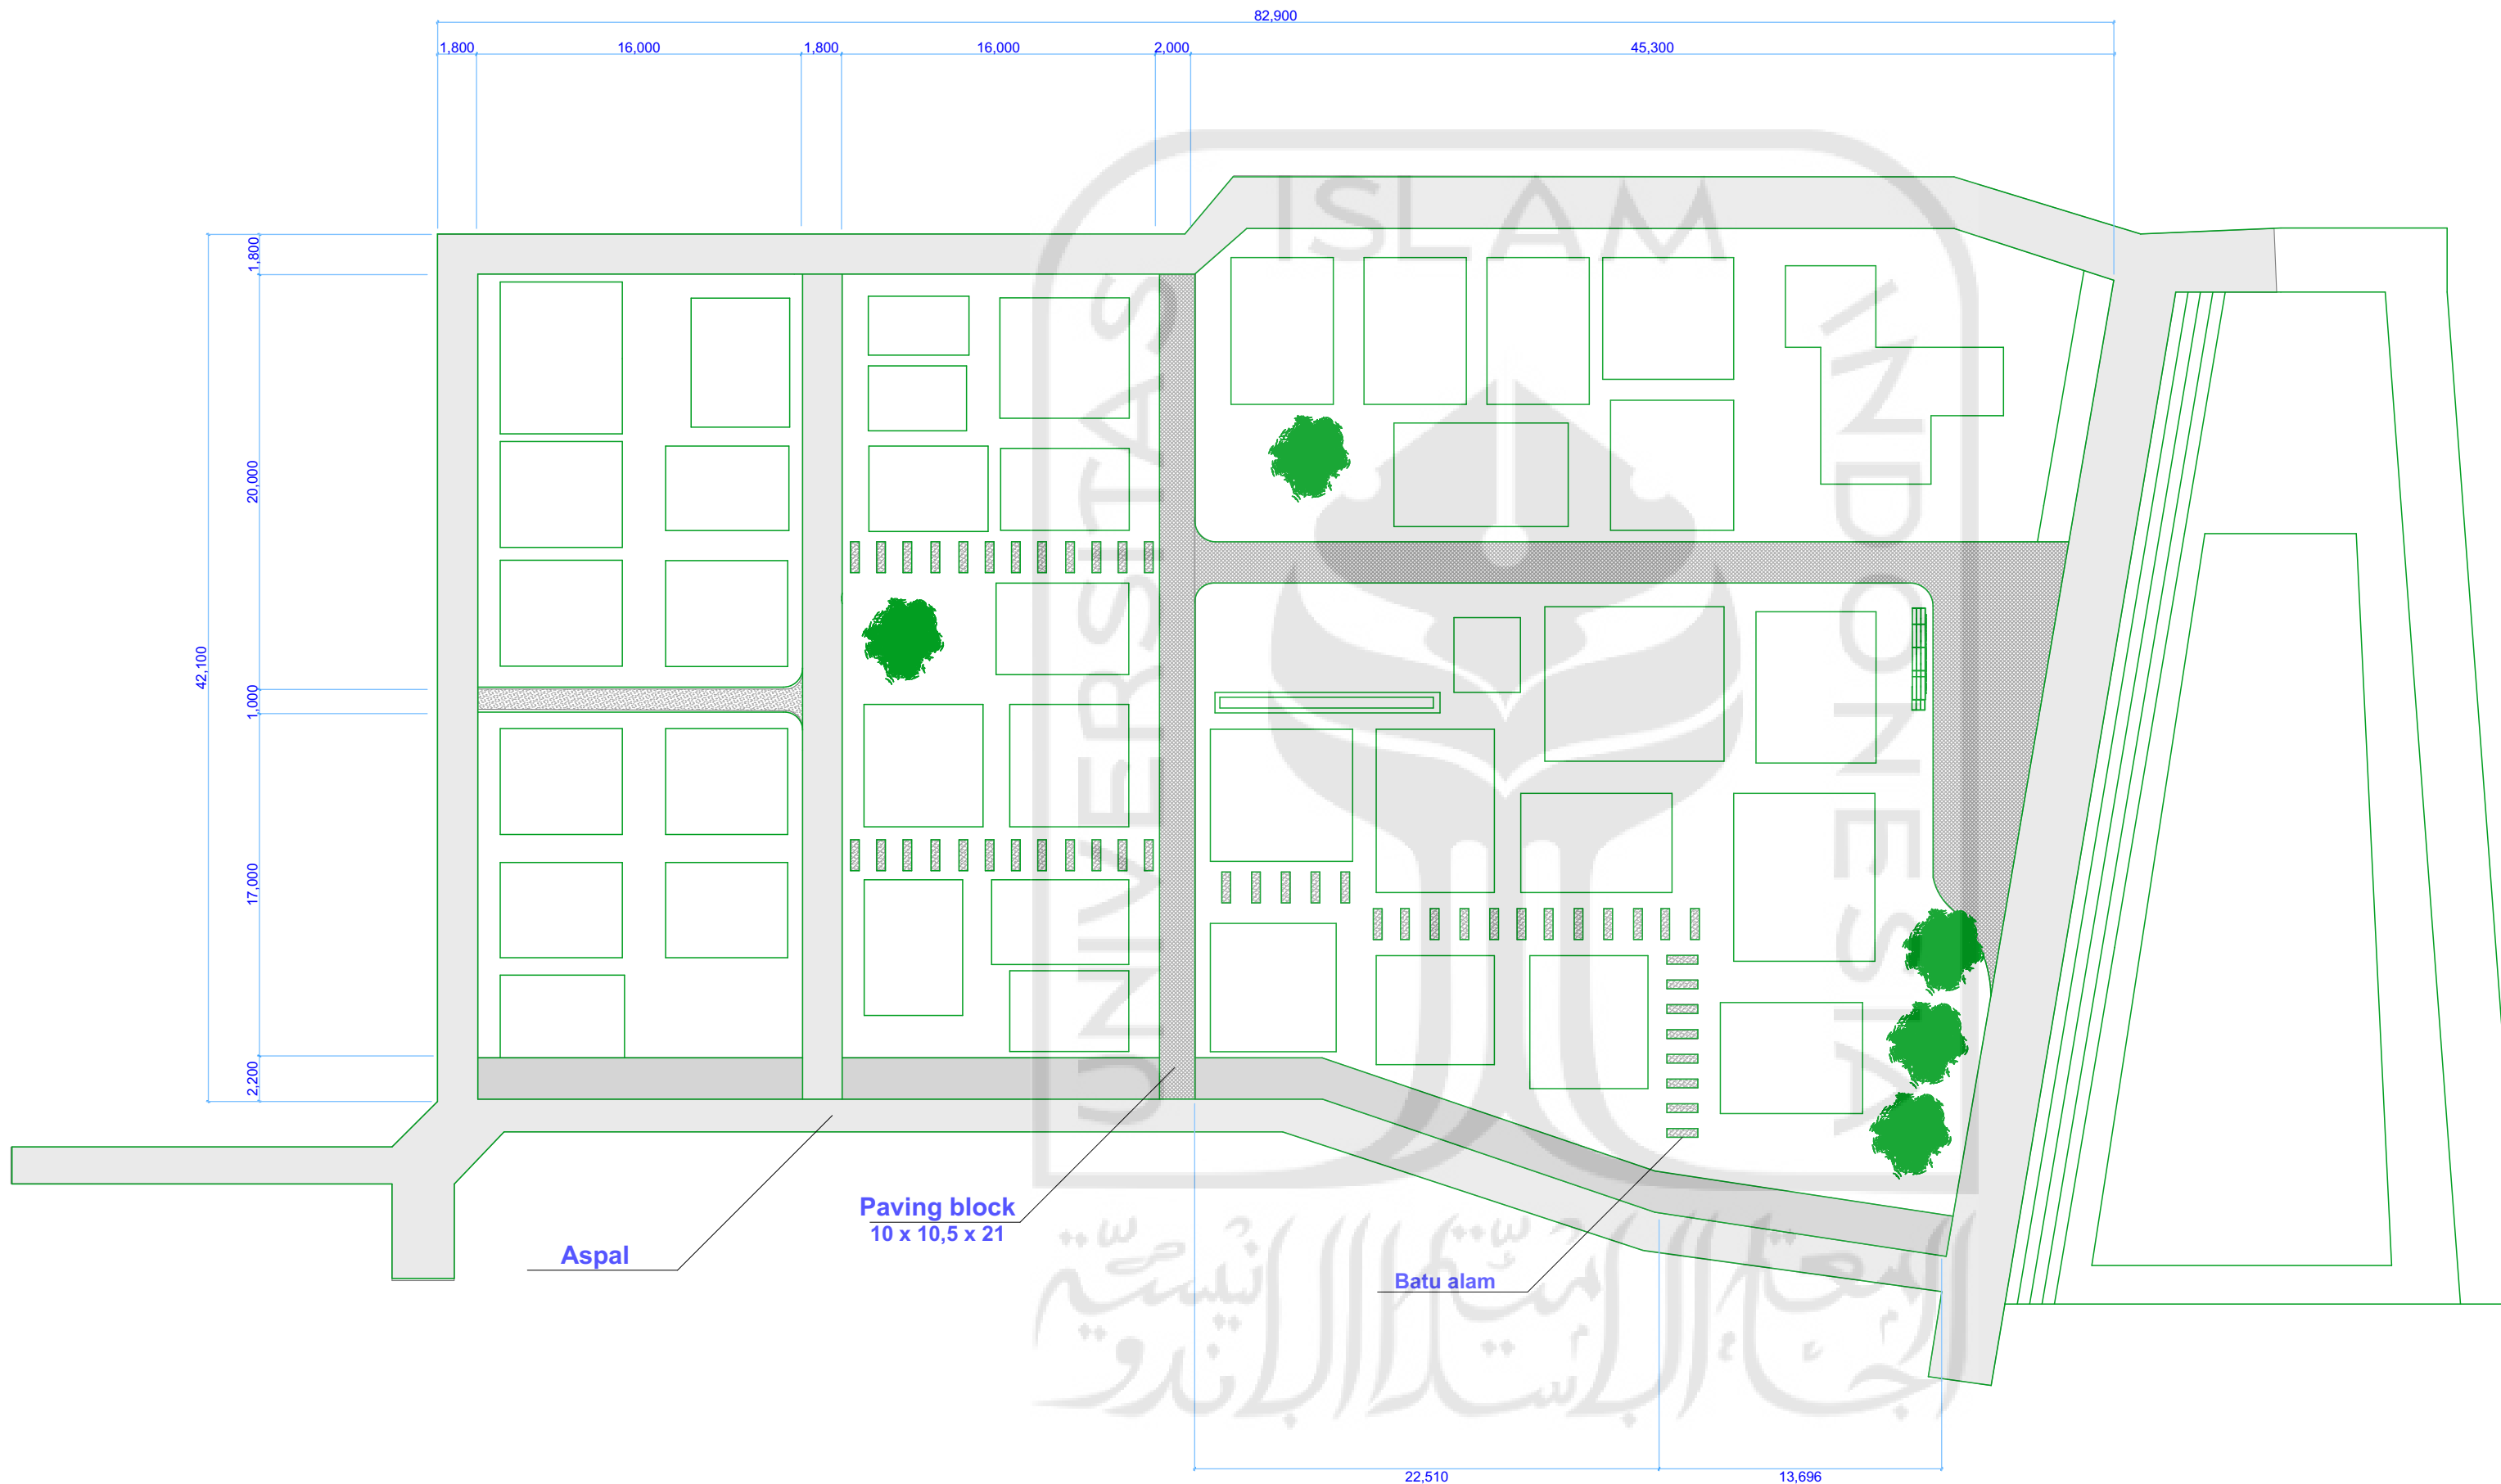 82,900
1,800 16,000 1,800 16,000 2,000 45,300
ISLAM
UNIVERSITAS
INDONESIA
1,800
20,000
42,100
1,000
17,000
2,200
Paving block
10 x 10,5 x 21
Aspal
Batu alam
22,510 13,696